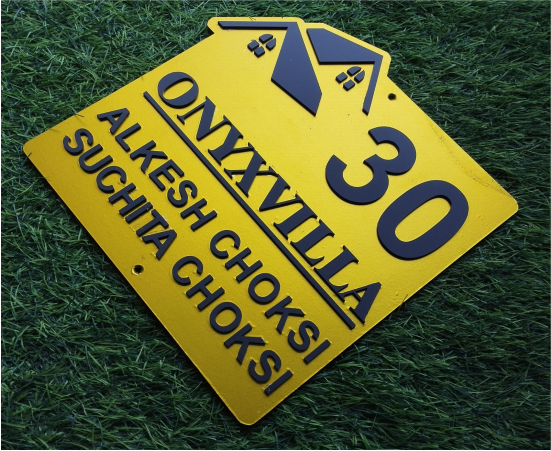 30
ONYXVILLA
ALKESH CHOKSI
SUCHITA CHOKSI